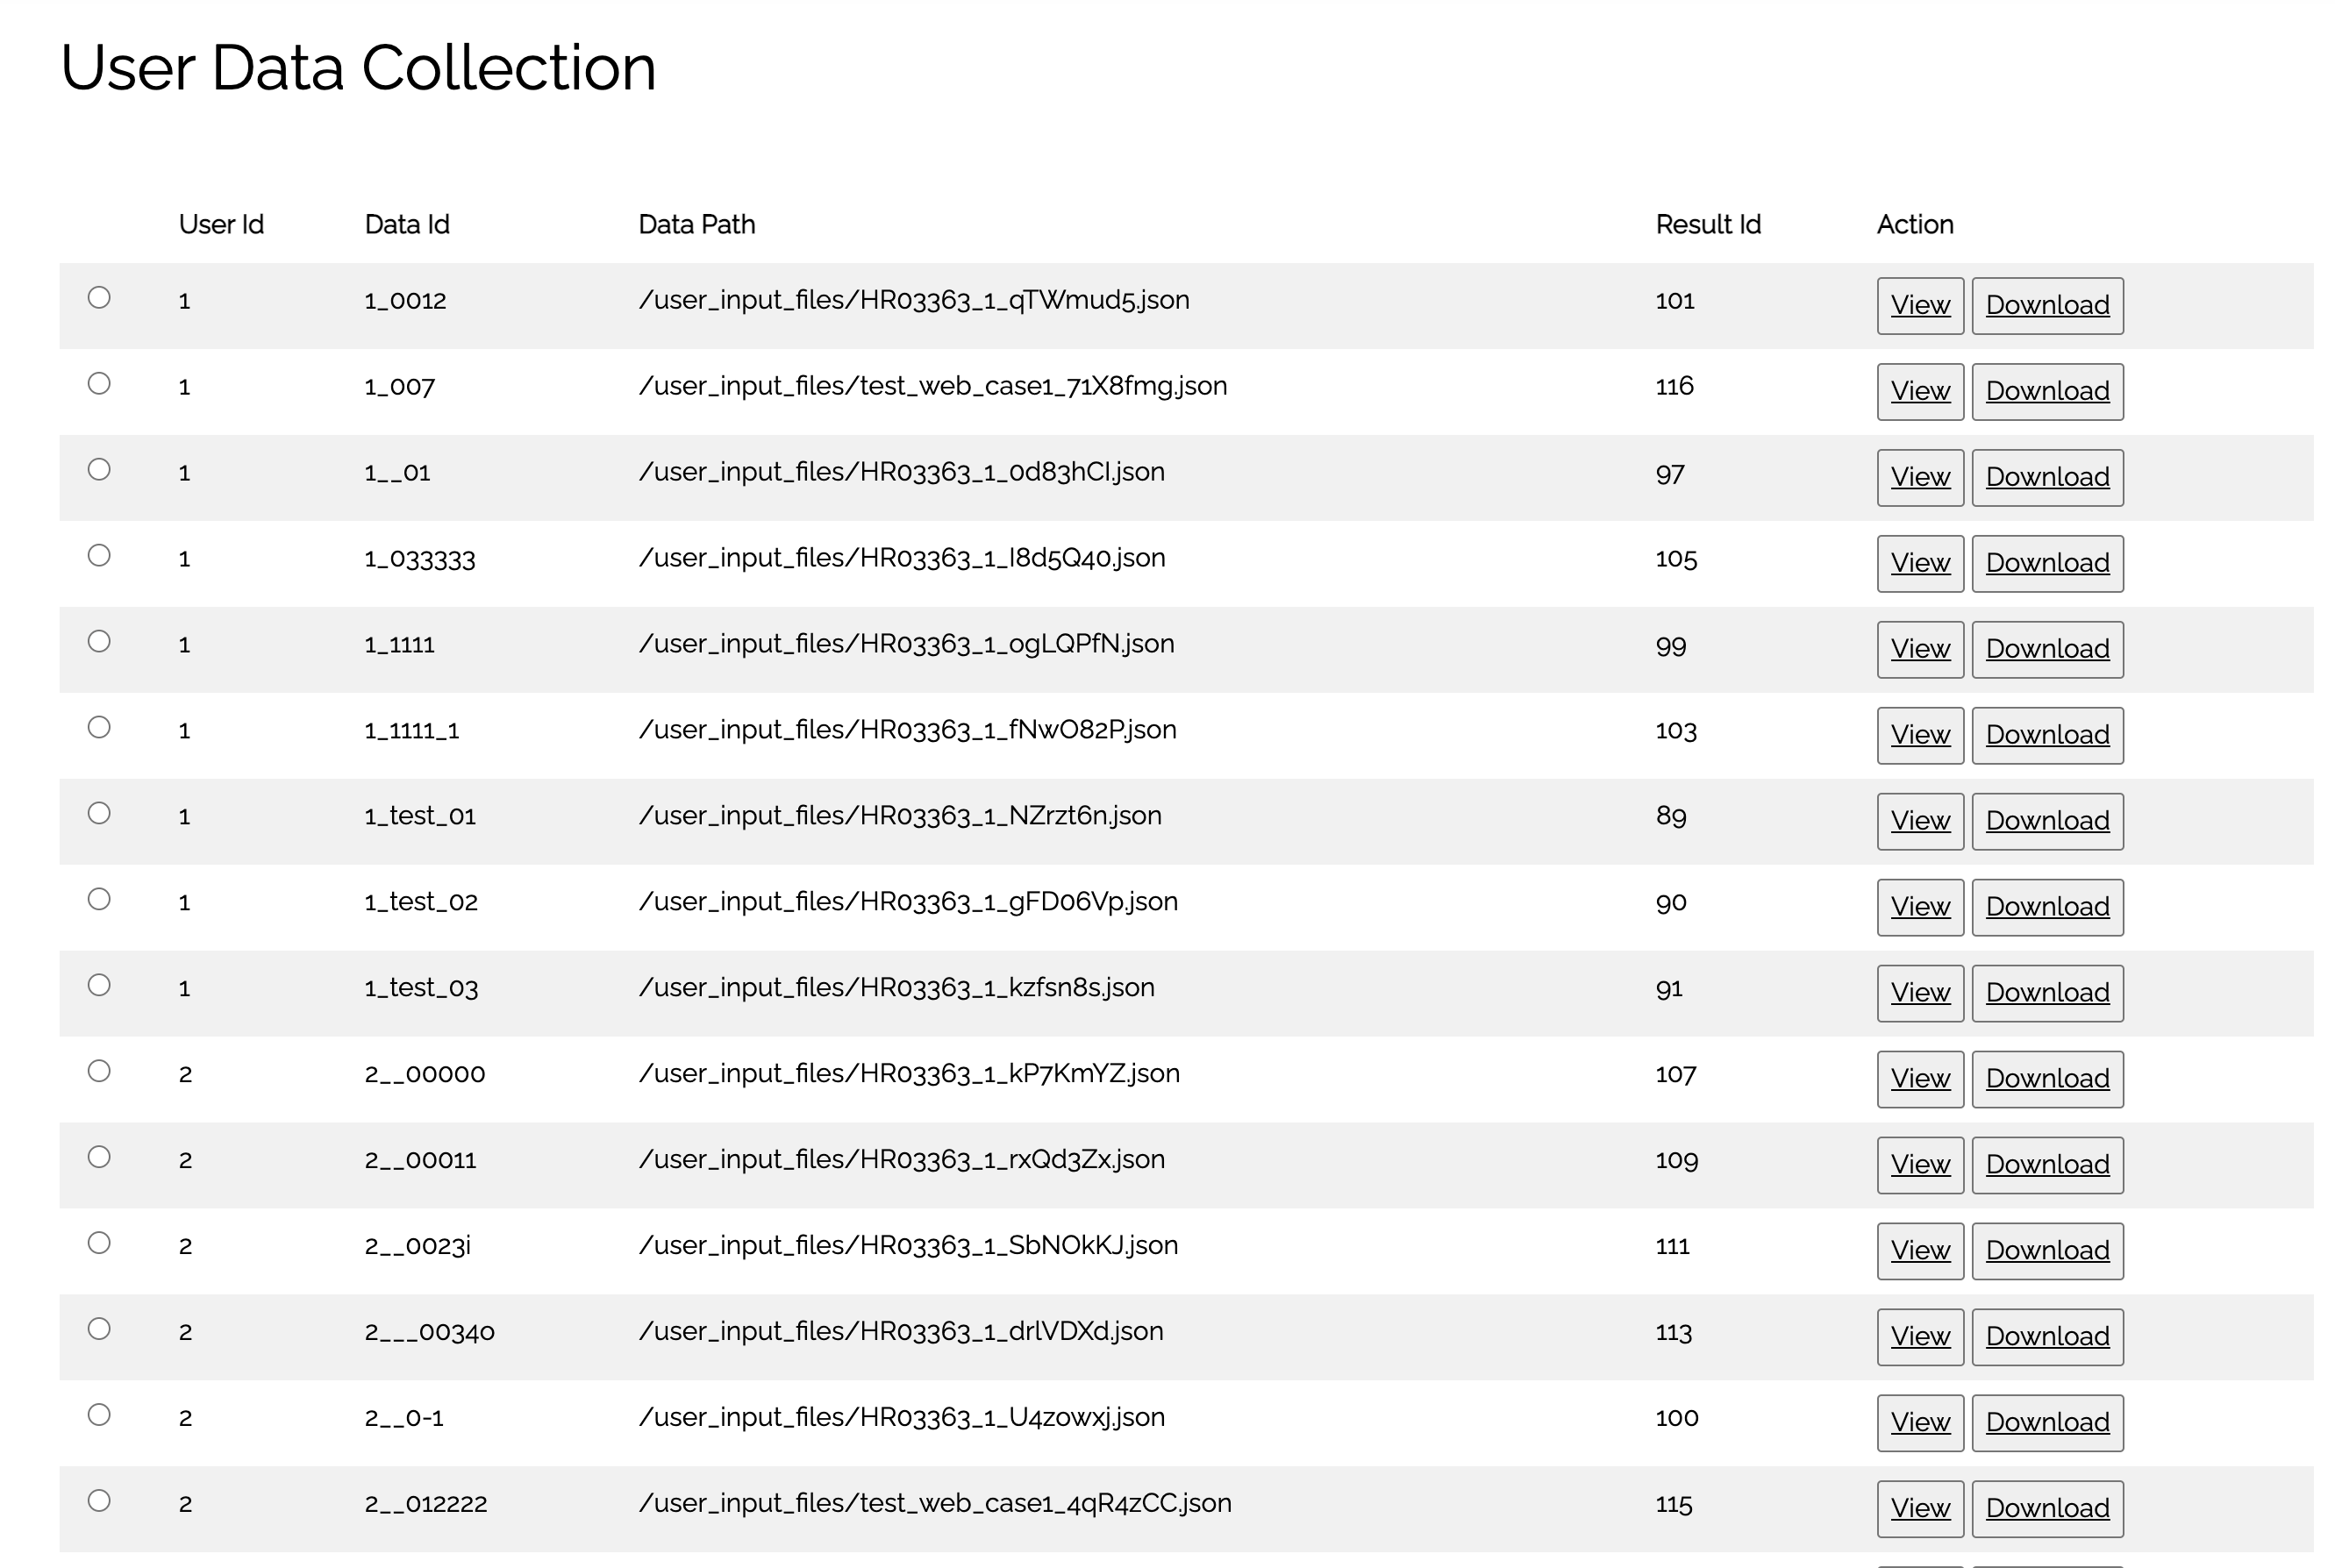 User Data Collection
User Id Data Id Data Path Result Id Action
1 1_0012 /user_input_files/HR03363_1_qTWmud5.json 101 View Download
1 1_007 /user_input_files/test_web_case1_71X8fmg.json 116 View Download
1 1__01 /user_input_files/HR03363_1_0d83hCI.json 97 View Download
1 1_033333 /user_input_files/HR03363_1_I8d5Q40.json 105 View Download
1 1_1111 /user_input_files/HR03363_1_ogLQPfN.json 99 View Download
1 1_1111_1 /user_input_files/HR03363_1_fNwO82P.json 103 View Download
1 1_test_01 /user_input_files/HR03363_1_NZrzt6n.json 89 View Download
1 1_test_02 /user_input_files/HR03363_1_gFD06Vp.json 90 View Download
1 1_test_03 /user_input_files/HR03363_1_kzfsn8s.json 91 View Download
2 2__00000 /user_input_files/HR03363_1_kP7KmYZ.json 107 View Download
2 2__00011 /user_input_files/HR03363_1_rxQd3Zx.json 109 View Download
2 2__0023i /user_input_files/HR03363_1_SbNOkKJ.json 111 View Download
2 2___0034o /user_input_files/HR03363_1_drlVDXd.json 113 View Download
2 2__0-1 /user_input_files/HR03363_1_U4zowxj.json 100 View Download
2 2__012222 /user_input_files/test_web_case1_4qR4zCC.json 115 View Download